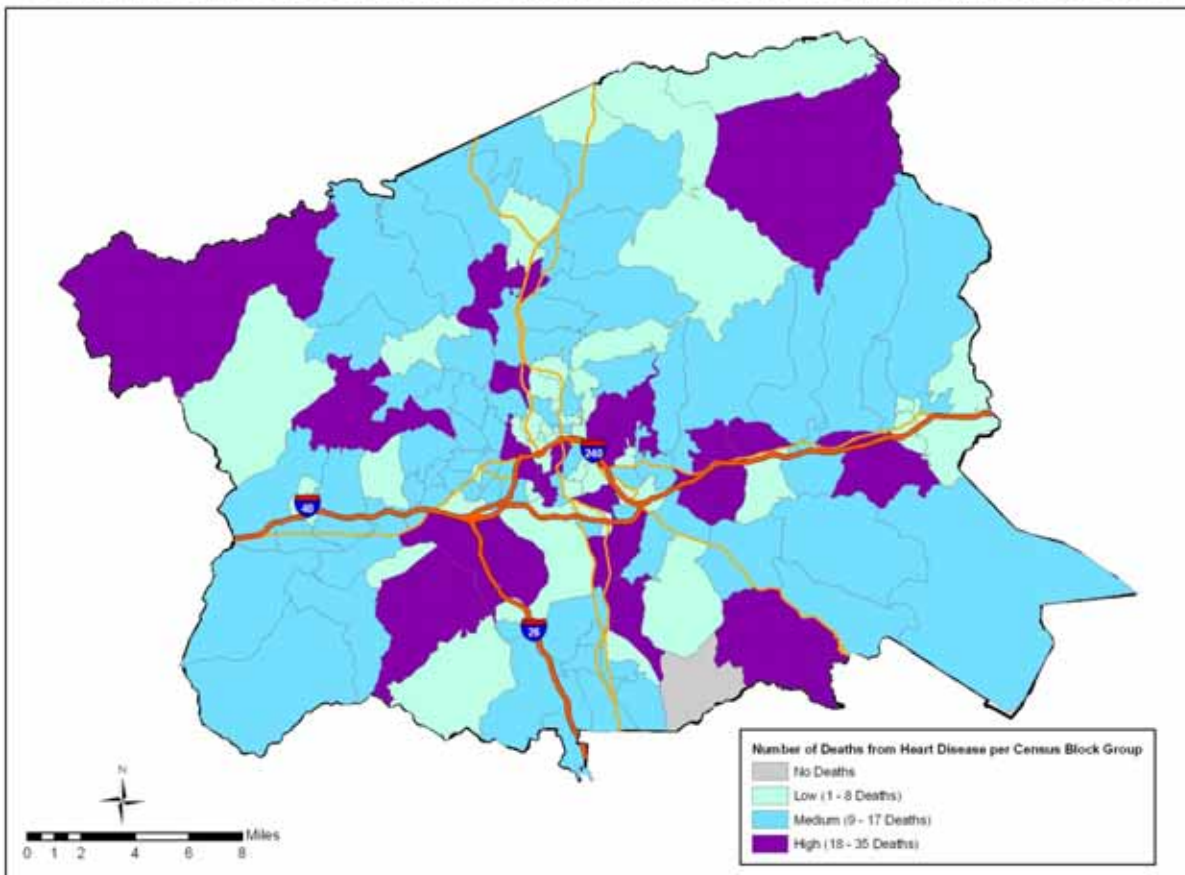 240
40
26
N
Miles
0 1 2 4 6 8
Number of Deaths from Heart Disease per Census Block Group
No Deaths
Low (1 - 8 Deaths)
Medium (9 - 17 Deaths)
High (18 - 35 Deaths)